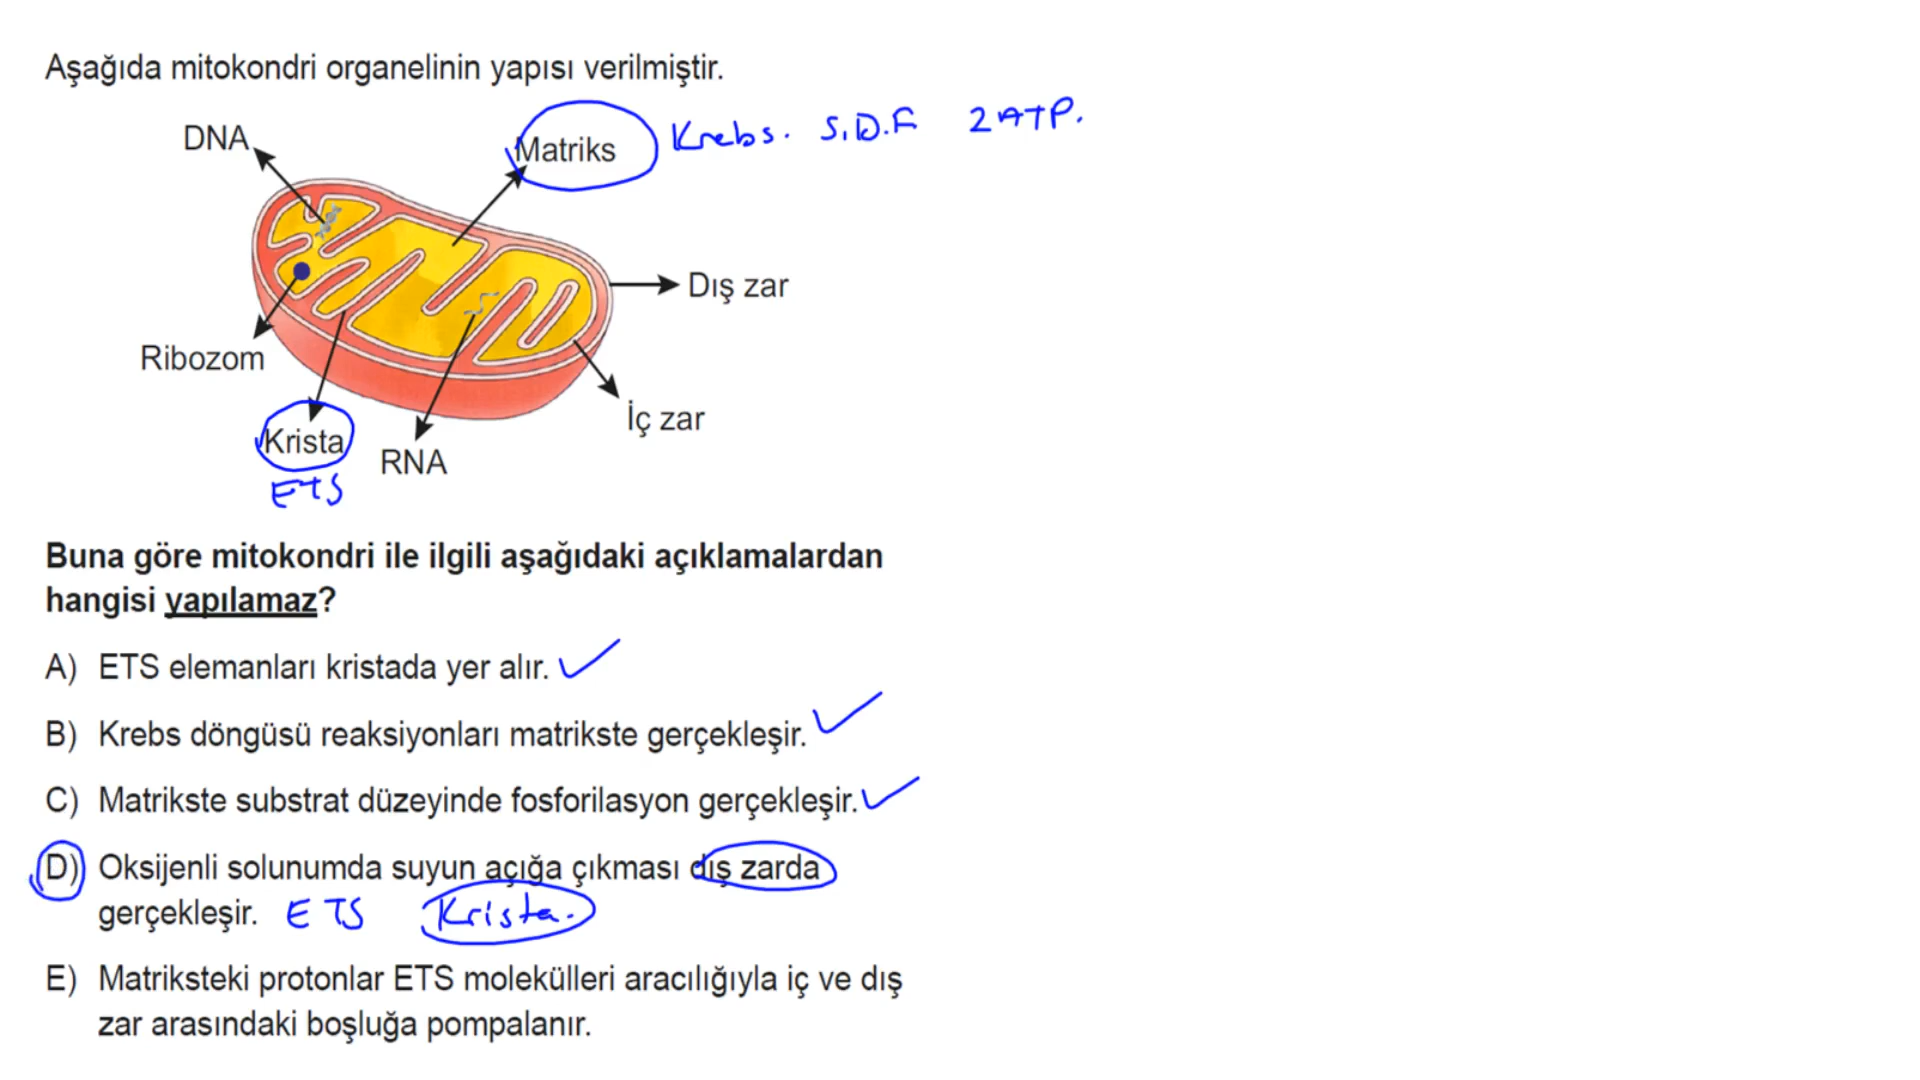 Aşağıda mitokondri organelinin yapısı verilmiştir.
DNA
Matriks
Krebs. S.D.F 2 ATP.
Dış zar
Ribozom
İç zar
Krista
RNA
ETS
Buna göre mitokondri ile ilgili aşağıdaki açıklamalardan
hangisi yapılamaz?
A) ETS elemanları kristada yer alır.
B) Krebs döngüsü reaksiyonları matrikste gerçekleşir.
C) Matrikste substrat düzeyinde fosforilasyon gerçekleşir.
D) Oksijenli solunumda suyun açığa çıkması dış zarda
gerçekleşir. ETS Krista.
E) Matriksteki protonlar ETS molekülleri aracılığıyla iç ve dış
zar arasındaki boşluğa pompalanır.